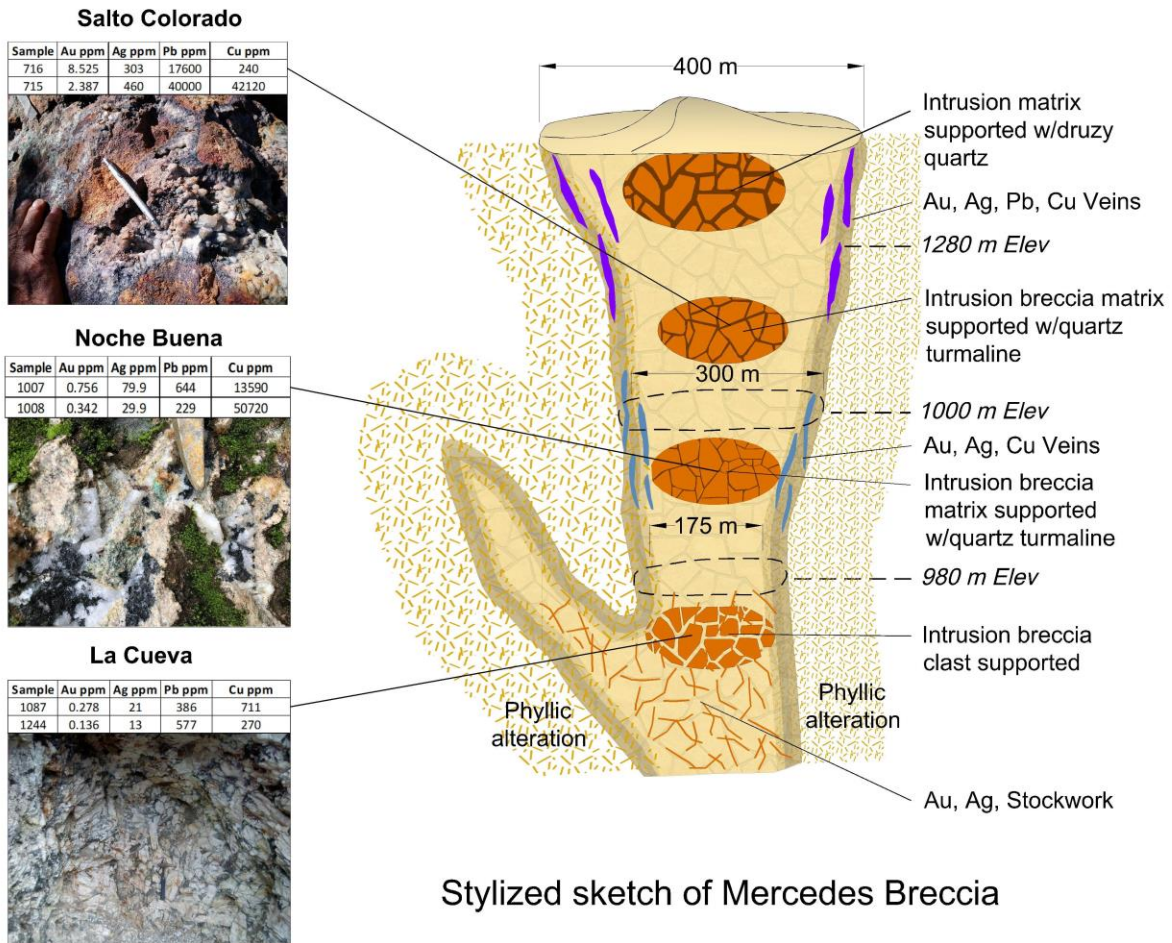 Salto Colorado
Sample Au ppm Ag ppm Pb ppm Cu ppm
716 8.525 303 17600 240
715 2.387 460 40000 42120
Noche Buena
Sample Au ppm Ag ppm Pb ppm Cu ppm
1007 0.756 79.9 644 13590
1008 0.342 29.9 229 50720
La Cueva
Sample Au ppm Ag ppm Pb ppm Cu ppm
1087 0.278 21 386 711
1244 0.136 13 577 270
400 m
Intrusion matrix
supported w/druzy
quartz
Au, Ag, Pb, Cu Veins
1280 m Elev
Intrusion breccia matrix
supported w/quartz
turmaline
300 m
1000 m Elev
Au, Ag, Cu Veins
Intrusion breccia
matrix supported
w/quartz turmaline
175 m
980 m Elev
Intrusion breccia
clast supported
Phyllic
alteration
Phyllic
alteration
Au, Ag, Stockwork
Stylized sketch of Mercedes Breccia